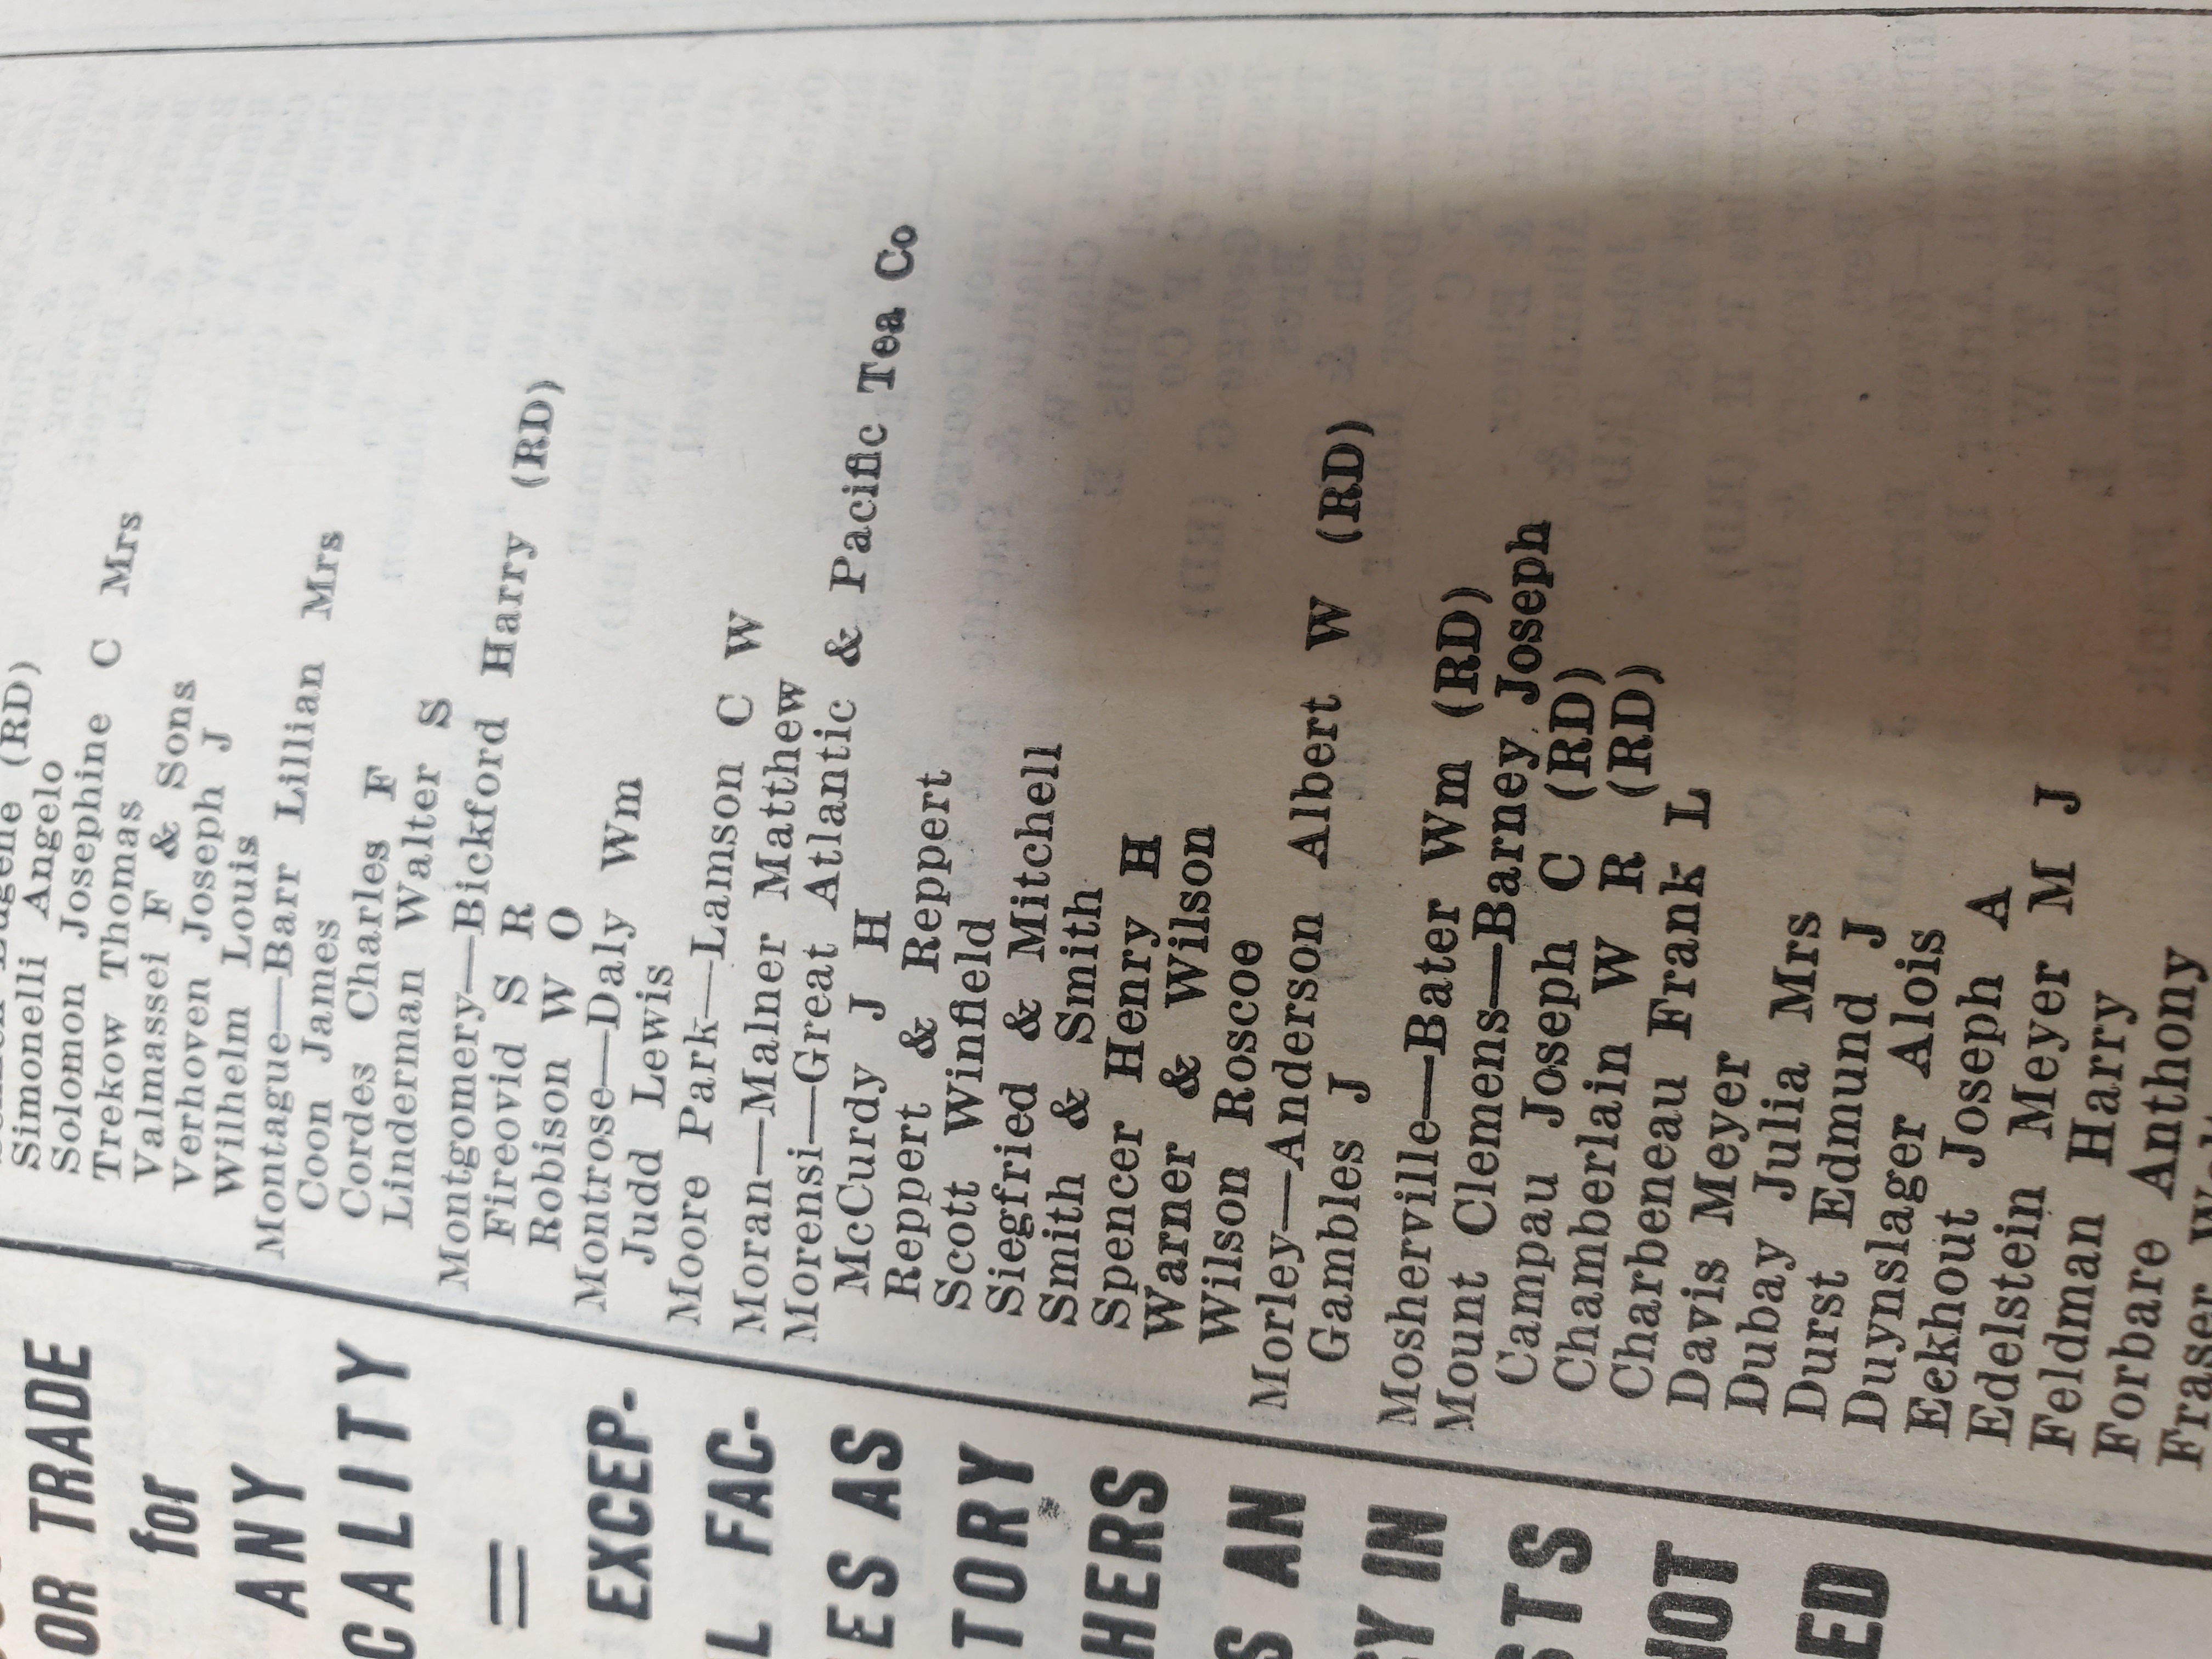 (RD)
Simonelli Angelo
Solomon Josephine C Mrs
Trekow Thomas
Valmassei F & Sons
Verhoven Joseph J
Wilhelm Louis
Montague—Barr Lillian Mrs
Coon James
Cordes Charles F
Linderman Walter S
Montgomery—Bickford Harry (RD)
Fireovid S R
Robison W O
Montrose—Daly Wm
Judd Lewis
Moore Park—Lamson C W
Moran—Malner Matthew
Morensi—Great Atlantic & Pacific Tea Co
McCurdy J H
Reppert & Reppert
Scott Winfield
Siegfried & Mitchell
Smith & Smith
Spencer Henry H
Warner & Wilson
Wilson Roscoe
Morley—Anderson Albert W (RD)
Gambles J J
Mosherville—Bater Wm (RD)
Mount Clemens—Barney Joseph
Campau Joseph C (RD)
Chamberlain W R (RD)
Charbeneau Frank L
Davis Meyer
Dubay Julia Mrs
Durst Edmund J
Duynslager Alois
Eckhout Joseph A
Edelstein Meyer M J
Feldman Harry
Forbare Anthony
Fraser
OR TRADE
for
ANY
CALITY
EXCEP-
L FAC-
ES AS
TORY
HERS
S AN
Y IN
STS
NOT
ED